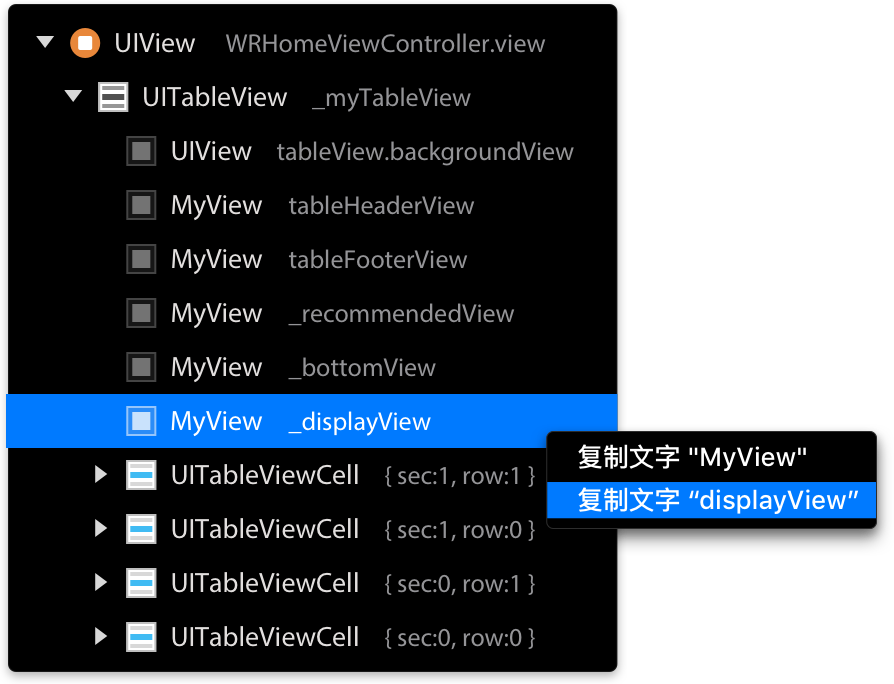 UIView WRHomeViewController.view
UITableView _myTableView
UIView tableView.backgroundView
MyView tableHeaderView
MyView tableFooterView
MyView _recommendedView
MyView _bottomView
MyView _displayView
复制文字 "MyView"
复制文字 “displayView”
UITableViewCell { sec:1, row:1 }
UITableViewCell { sec:1, row:0 }
UITableViewCell { sec:0, row:1 }
UITableViewCell { sec:0, row:0 }